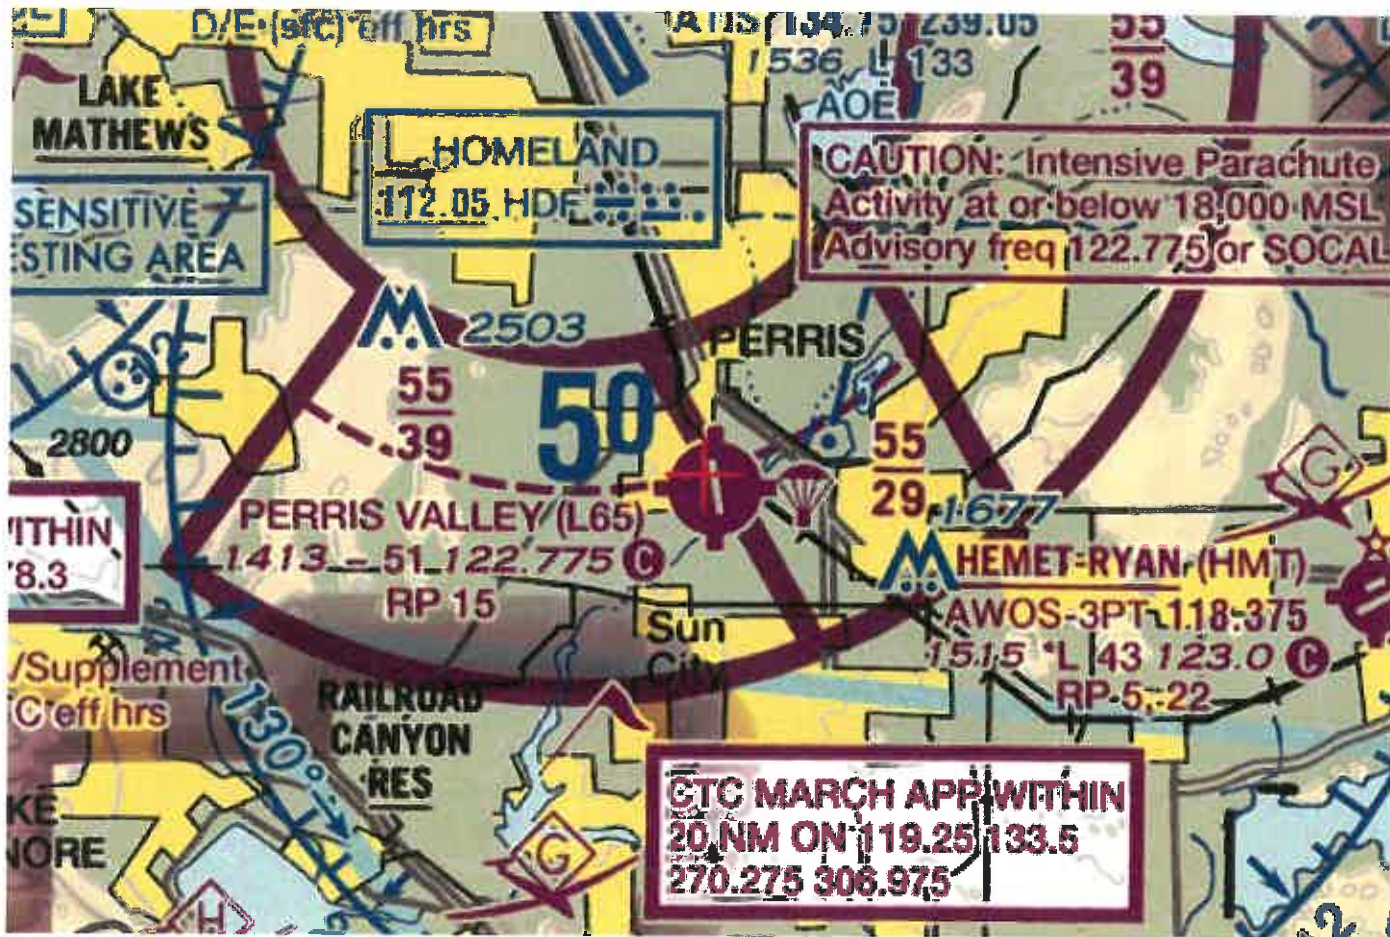 D/E (sfc) eff hrs
ATIS 134.75 239.05
1536 L 133
AOE
55
39
LAKE
MATHEWS
HOMELAND
112.05 HDF
CAUTION: Intensive Parachute
Activity at or below 18,000 MSL
Advisory freq 122.775 or SOCAL
SENSITIVE
AREA
2503
PERRIS
55
39
50
55
29
2800
1677
G
WITHIN
78.3
PERRIS VALLEY (L65)
1413 - 51 122.775 C
RP 15
HEMET-RYAN (HMT)
AWOS-3PT 118.375
1515 *L 43 123.0 C
RP 5, 22
Sun
City
/Supplement
C eff hrs
130°
RAILROAD
CANYON
RES
CTC MARCH APP WITHIN
20 NM ON 119.25 133.5
270.275 306.975
G
H